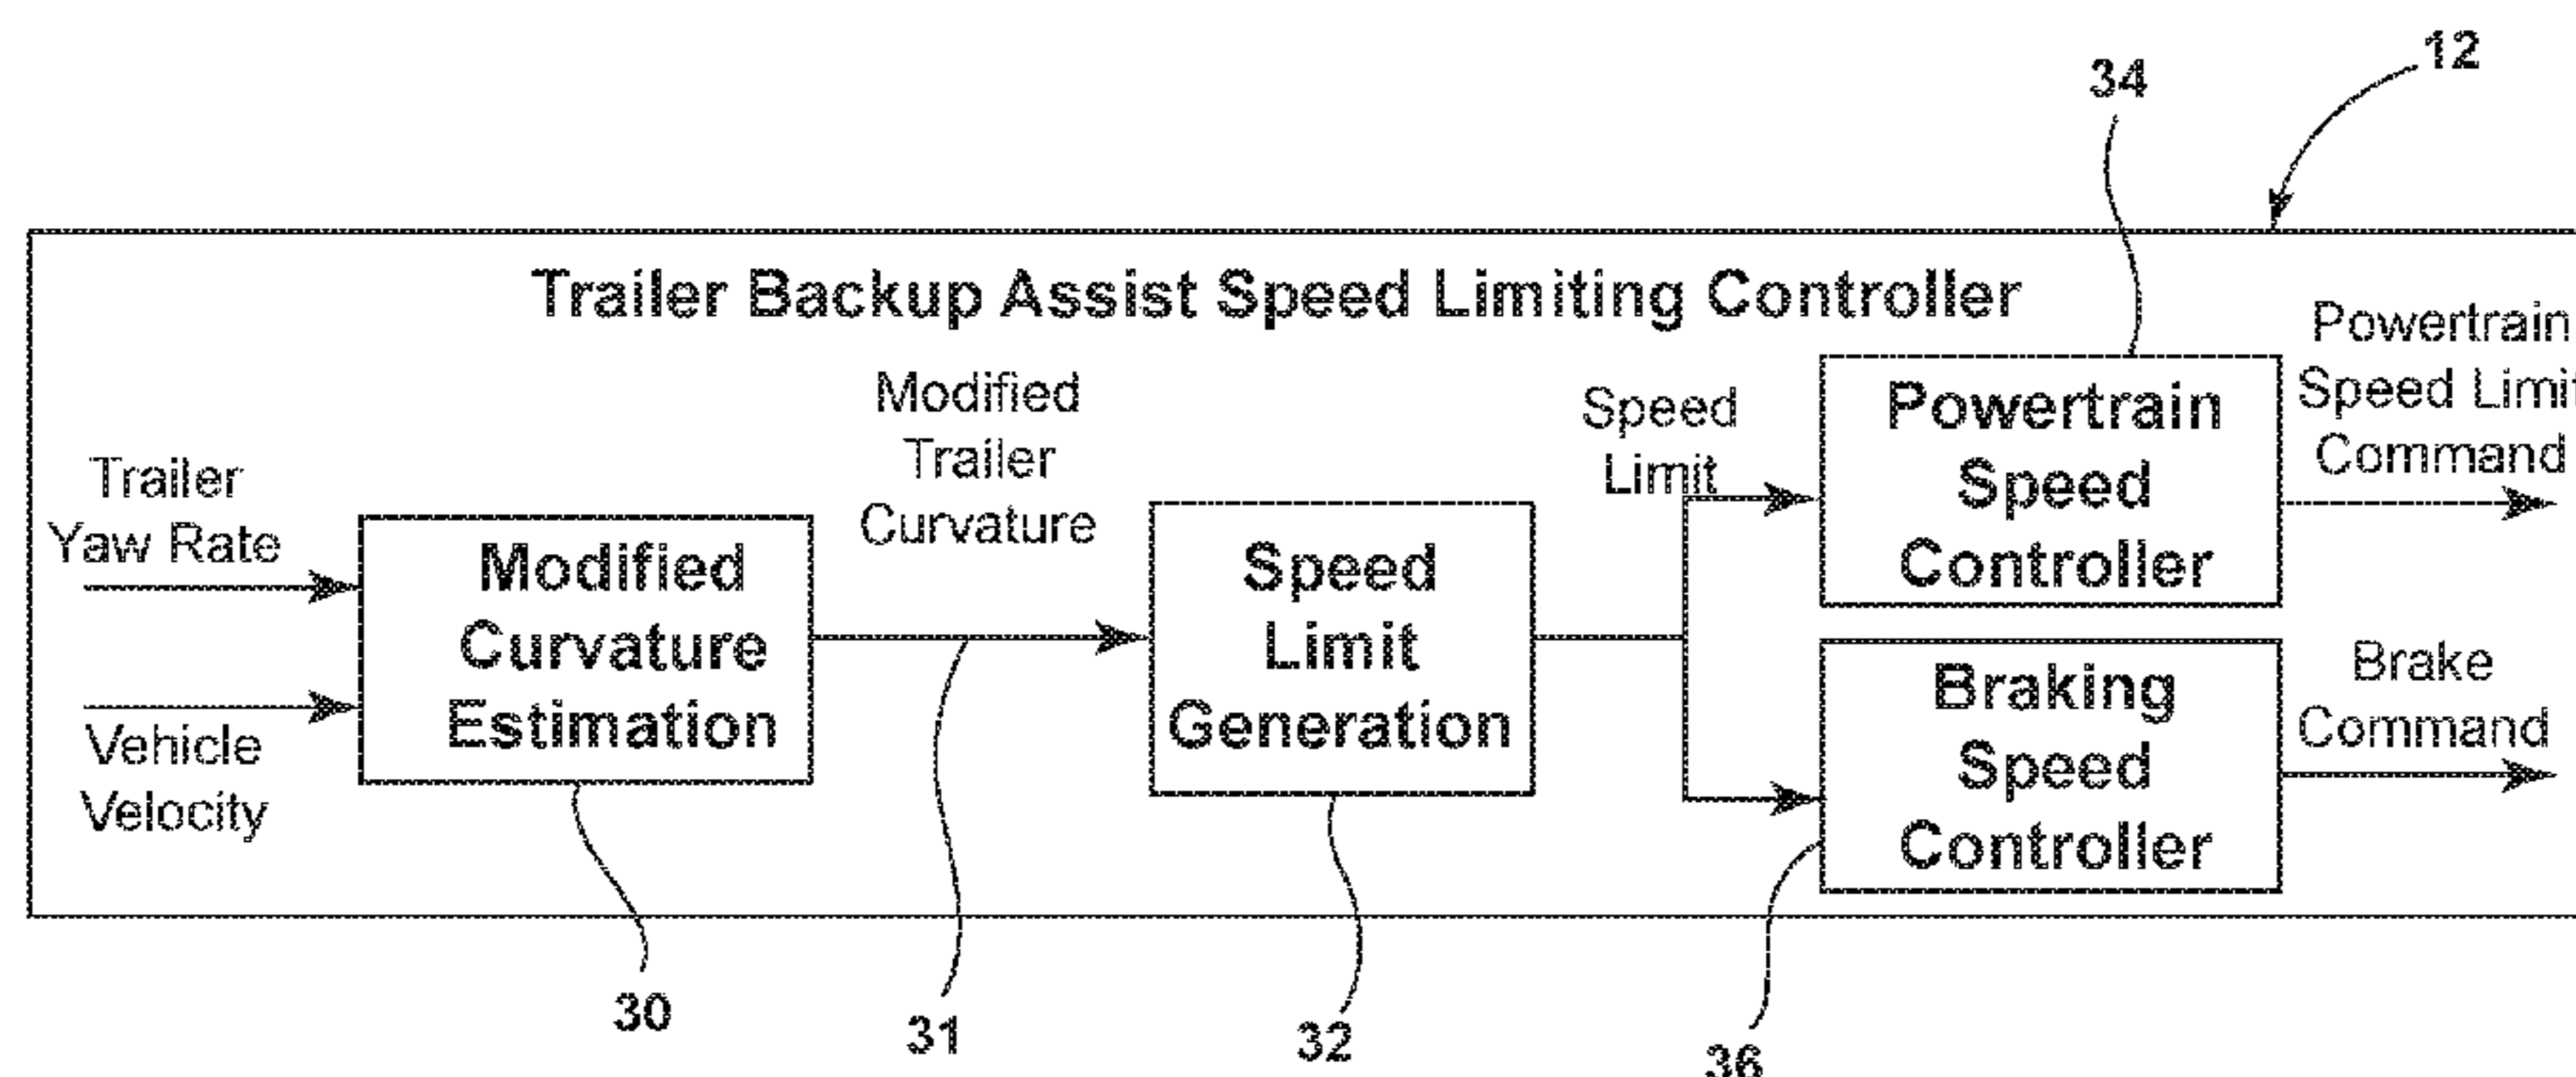 12
34
Trailer Backup Assist Speed Limiting Controller
Trailer
Yaw Rate
Vehicle
Velocity
Modified
Curvature
Estimation
Modified
Trailer
Curvature
Speed
Limit
Generation
Speed
Limit
Powertrain
Speed
Controller
Powertrain
Speed Limit
Command
Braking
Speed
Controller
Brake
Command
30
31
32
36